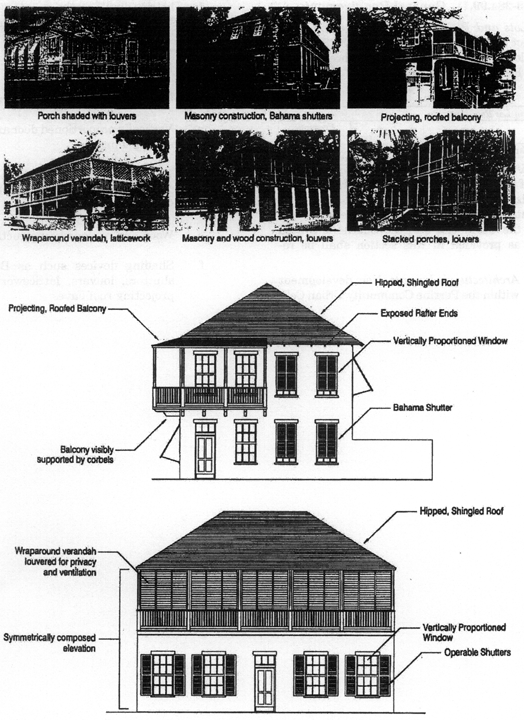 Porch shaded with louvers
Masonry construction, Bahama shutters
Projecting, roofed balcony
Wraparound verandah, latticework
Masonry and wood construction, louvers
Stacked porches, louvers
Hipped, Shingled Roof
Projecting, Roofed Balcony
Exposed Rafter Ends
Vertically Proportioned Window
Bahama Shutter
Balcony visibly
supported by corbels
Hipped, Shingled Roof
Wraparound verandah
louvered for privacy
and ventilation
Symmetrically composed
elevation
Vertically Proportioned
Window
Operable Shutters